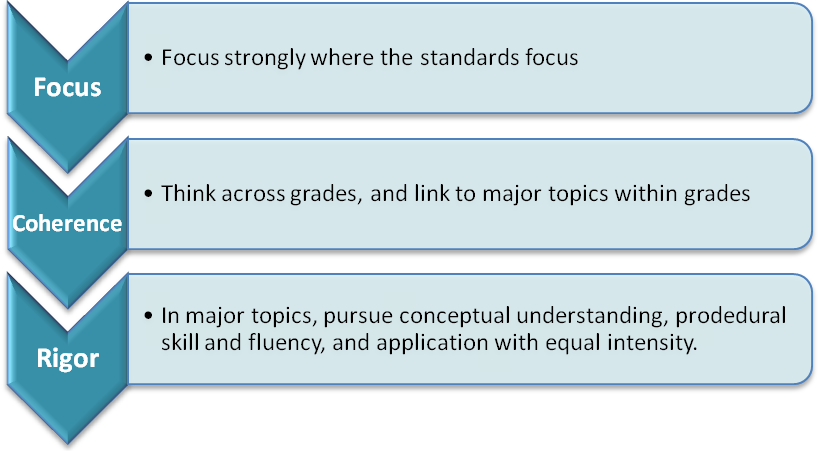 Focus
• Focus strongly where the standards focus
Coherence
• Think across grades, and link to major topics within grades
Rigor
• In major topics, pursue conceptual understanding, prodedural
skill and fluency, and application with equal intensity.